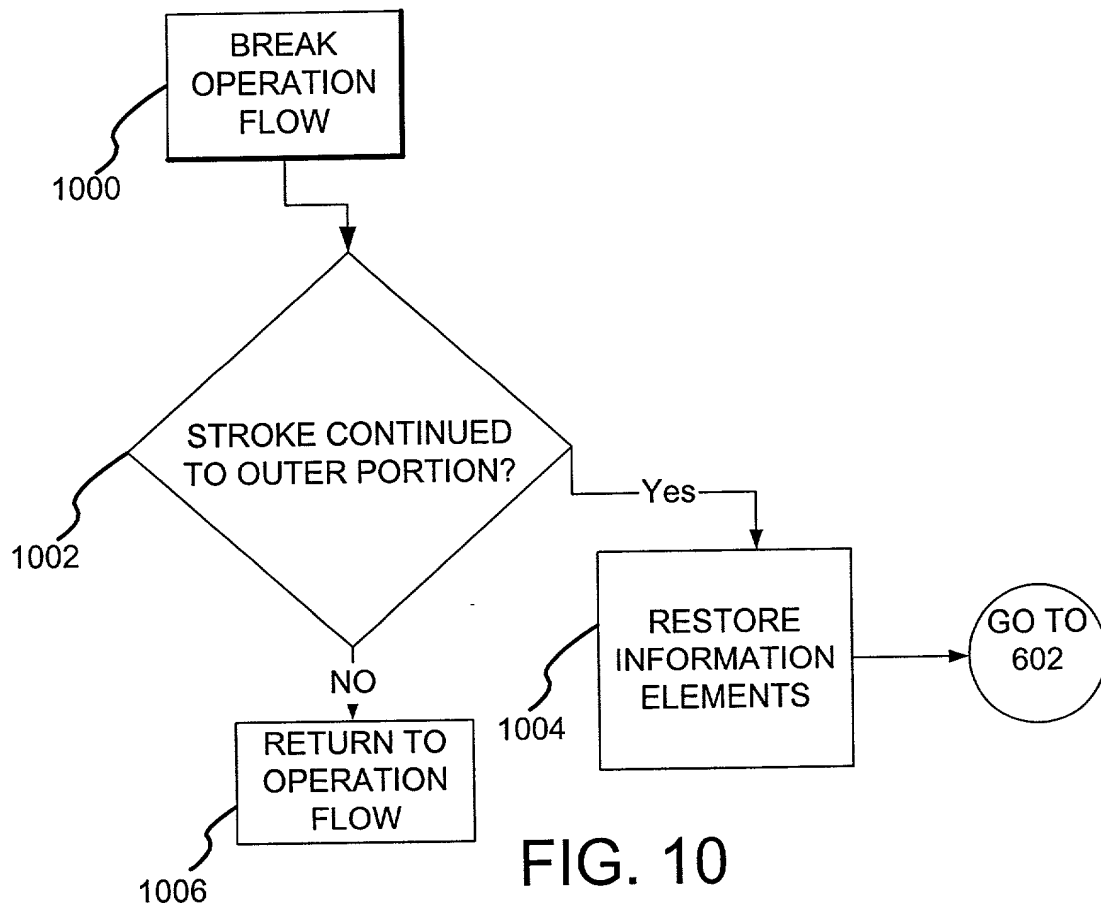 BREAK
OPERATION
FLOW
1000
STROKE CONTINUED
TO OUTER PORTION?
1002
Yes
RESTORE
INFORMATION
ELEMENTS
1004
GO TO
602
NO
RETURN TO
OPERATION
FLOW
1006
FIG. 10